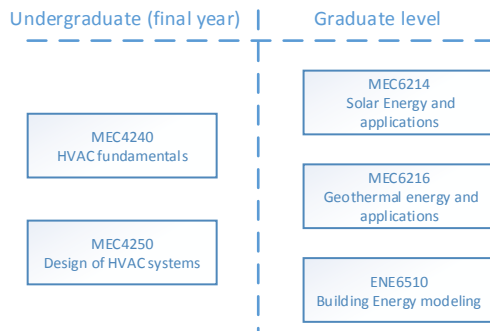 Undergraduate (final year)
Graduate level
MEC4240
HVAC fundamentals
MEC4250
Design of HVAC systems
MEC6214
Solar Energy and
applications
MEC6216
Geothermal energy and
applications
ENE6510
Building Energy modeling